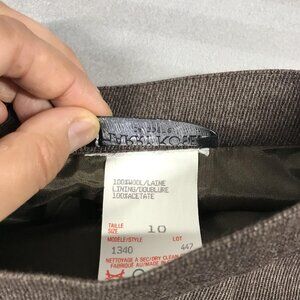 100%WOOL/LAINE
LINING/DOUBLURE
100%ACETATE
TAILLE
SIZE 10
MODELE/STYLE LOT
1340 447
NETTOYAGE A SEC/DRY CLEAN
FABRIQUE AU/MADE